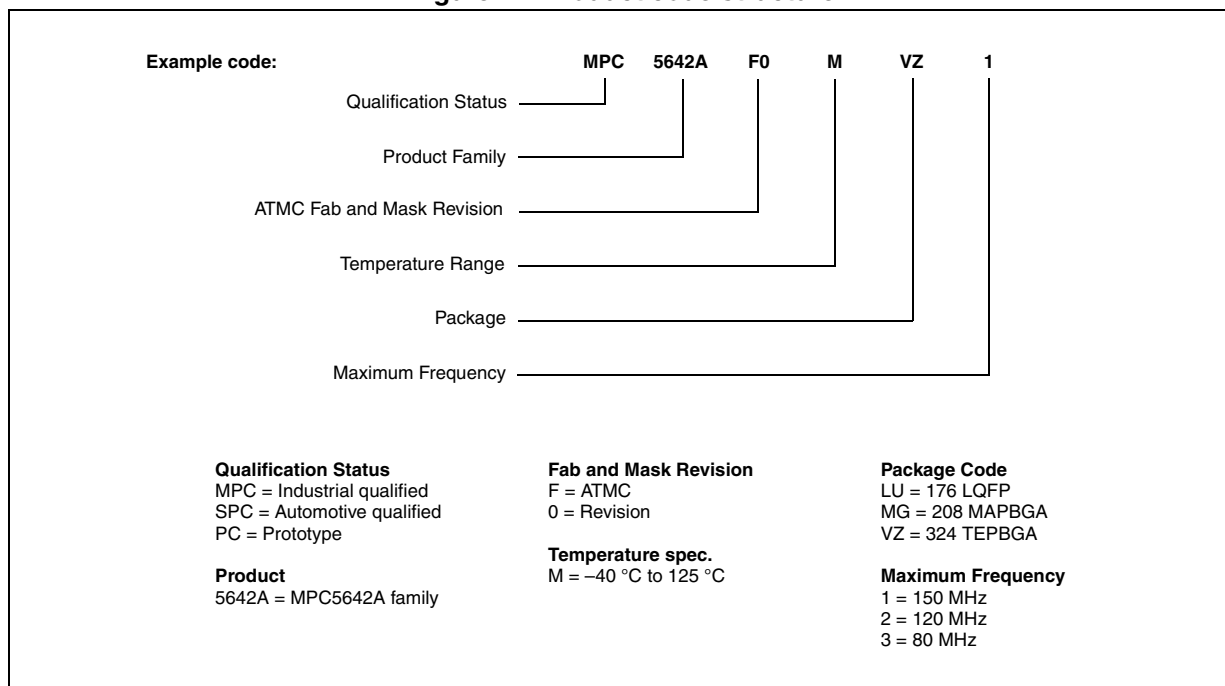 Example code: MPC 5642A F0 M VZ 1
Qualification Status
Product Family
ATMC Fab and Mask Revision
Temperature Range
Package
Maximum Frequency
Qualification Status
MPC = Industrial qualified
SPC = Automotive qualified
PC = Prototype
Product
5642A = MPC5642A family
Fab and Mask Revision
F = ATMC
0 = Revision
Temperature spec.
M = –40 °C to 125 °C
Package Code
LU = 176 LQFP
MG = 208 MAPBGA
VZ = 324 TEPBGA
Maximum Frequency
1 = 150 MHz
2 = 120 MHz
3 = 80 MHz